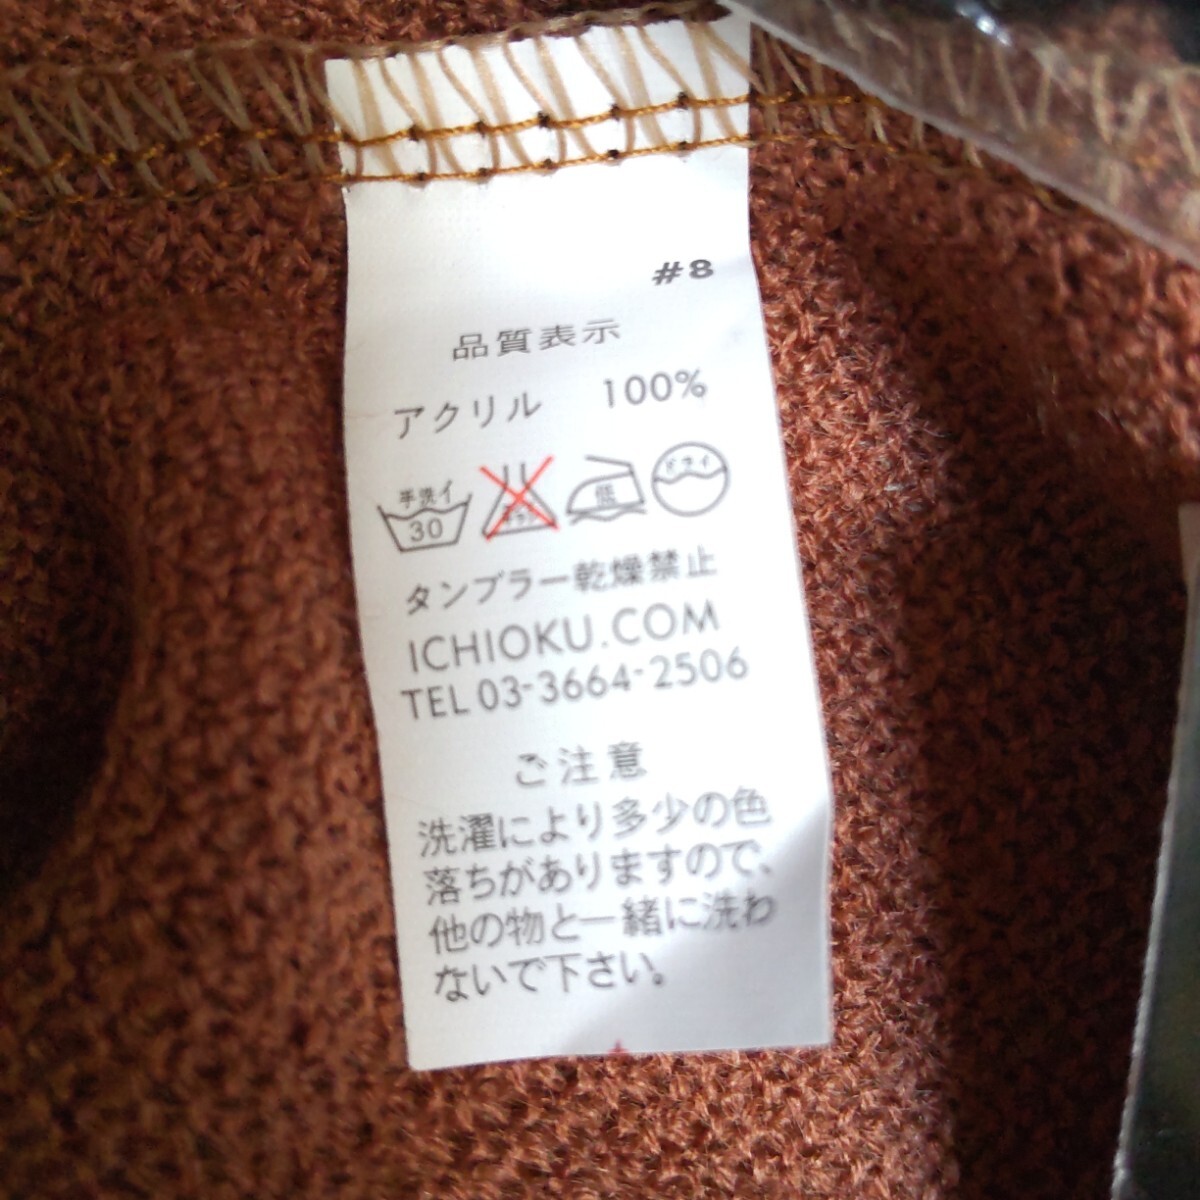 #8
品質表示
アクリル 100%
手洗イ 30 低 ドライ
タンブラー乾燥禁止
ICHIOKU.COM
TEL 03-3664-2506
ご注意
洗濯により多少の色
落ちがありますので、
他の物と一緒に洗わ
ないで下さい。